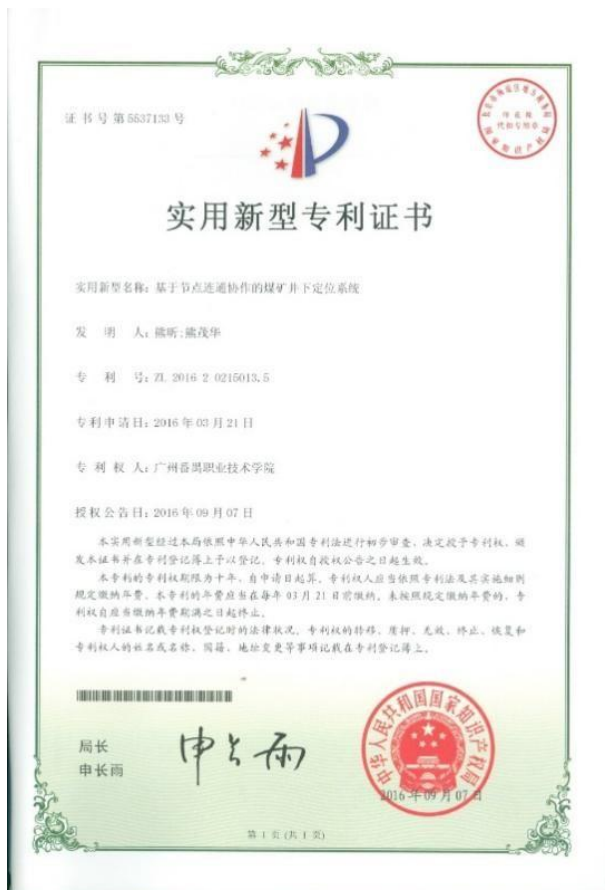 证书号第5537133号
实用新型专利证书
实用新型名称：基于节点连通协作的煤矿井下定位系统
发明人：熊昕;熊茂华
专利号：ZL 2016 2 0215013.5
专利申请日：2016年03月21日
专利权人：广州番禺职业技术学院
授权公告日：2016年09月07日
本实用新型经过本局依照中华人民共和国专利法进行初步审查，决定授予专利权，颁
发本证书并在专利登记簿上予以登记。专利权自授权公告之日起生效。
本专利的专利权期限为十年，自申请日起算。专利权人应当依照专利法及其实施细则
规定缴纳年费。本专利的年费应当在每年03月21日前缴纳。未按照规定缴纳年费的，专
利权自应当缴纳年费期满之日起终止。
专利证书记载专利权登记时的法律状况。专利权的转移、质押、无效、终止、恢复和
专利权人的姓名或名称、国籍、地址变更等事项记载在专利登记簿上。
局长
申长雨
申长雨
中华人民共和国国家知识产权局
2016年09月07日
第1页(共1页)